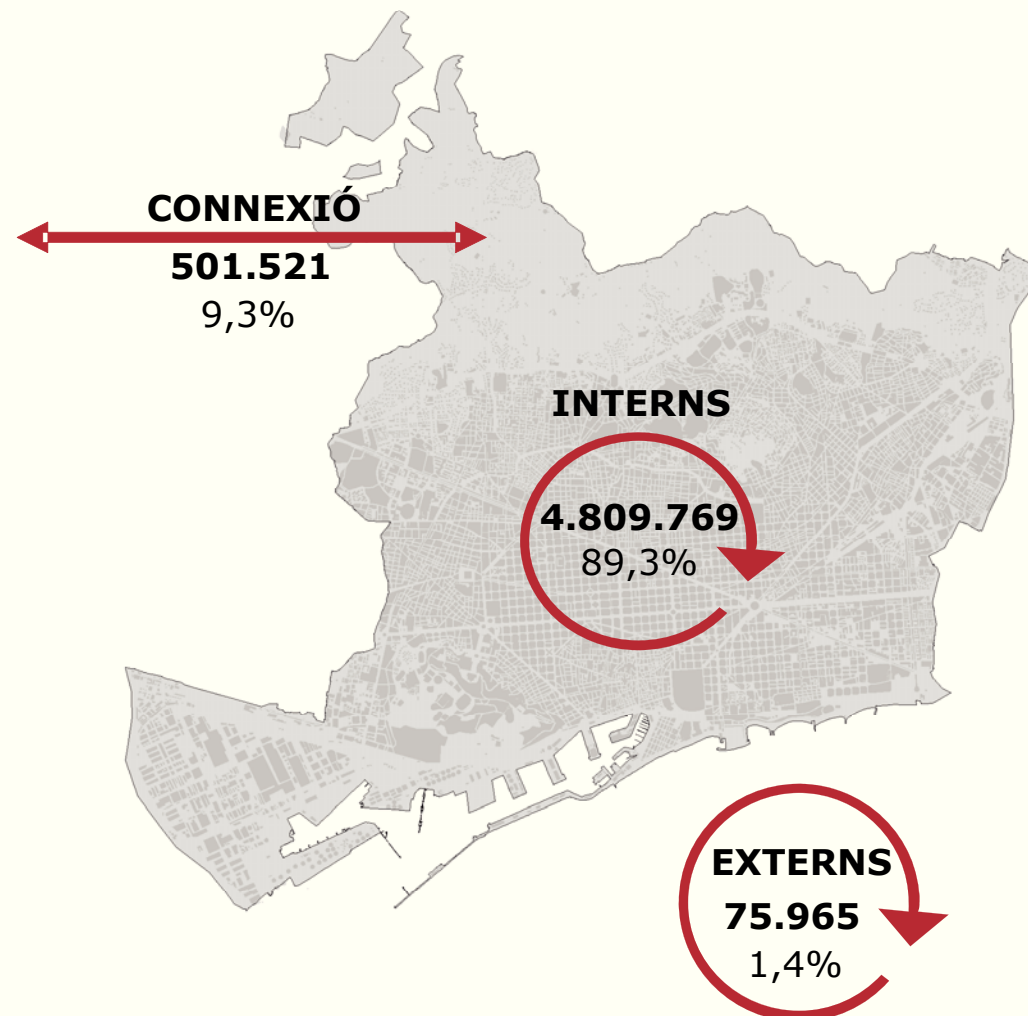 CONNEXIÓ
501.521
9,3%
INTERNS
4.809.769
89,3%
EXTERNS
75.965
1,4%